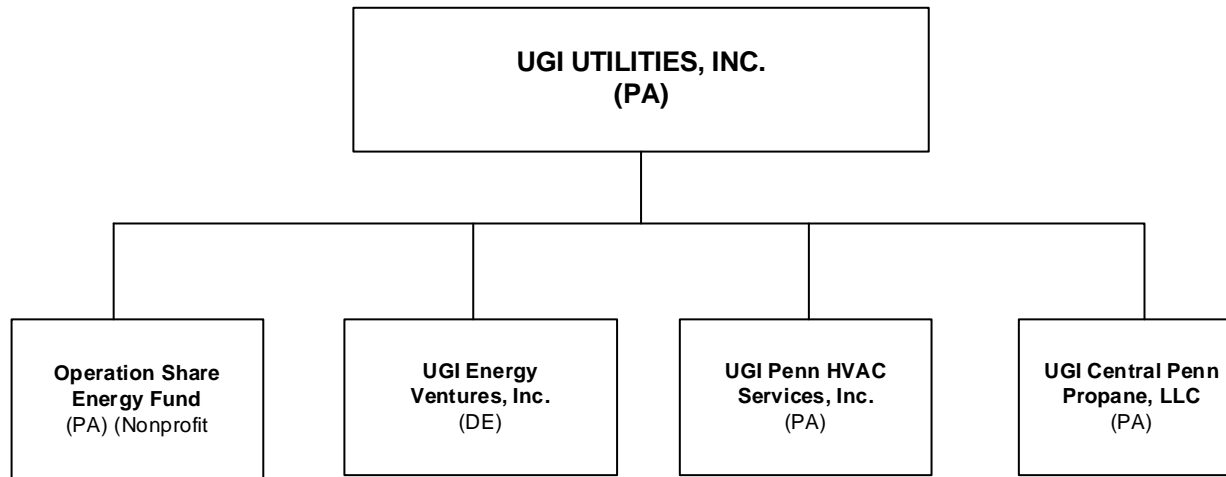 UGI UTILITIES, INC.
(PA)
Operation Share
Energy Fund
(PA) (Nonprofit
UGI Energy
Ventures, Inc.
(DE)
UGI Penn HVAC
Services, Inc.
(PA)
UGI Central Penn
Propane, LLC
(PA)